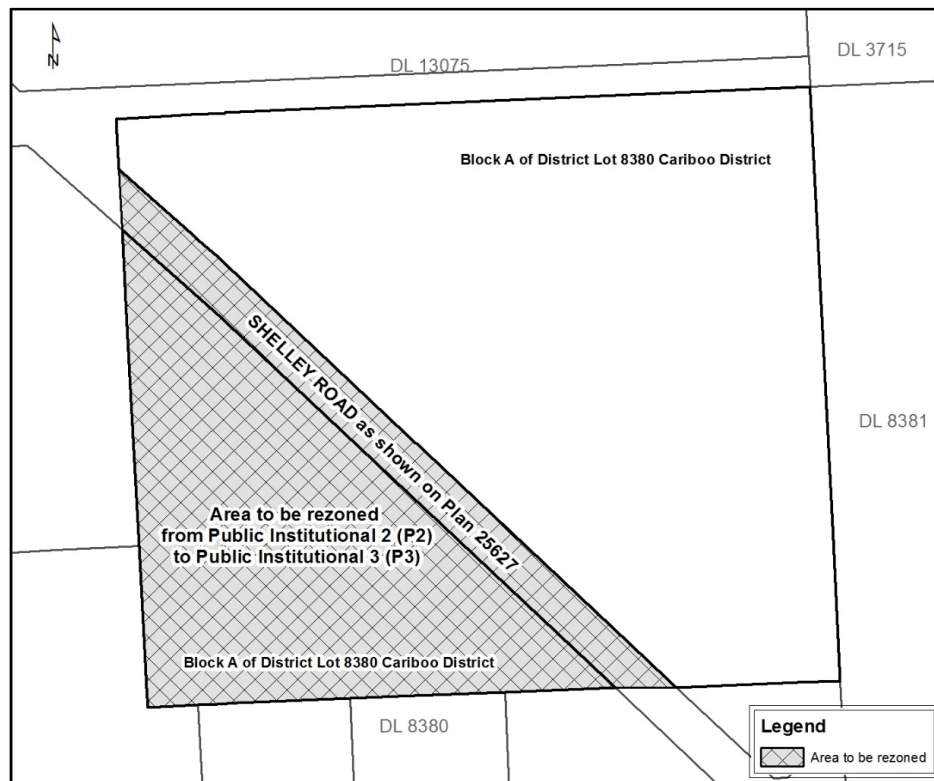 N
DL 13075
DL 3715
Block A of District Lot 8380 Cariboo District
SHELLEY ROAD as shown on Plan 25627
DL 8381
Area to be rezoned
from Public Institutional 2 (P2)
to Public Institutional 3 (P3)
Block A of District Lot 8380 Cariboo District
DL 8380
Legend
Area to be rezoned